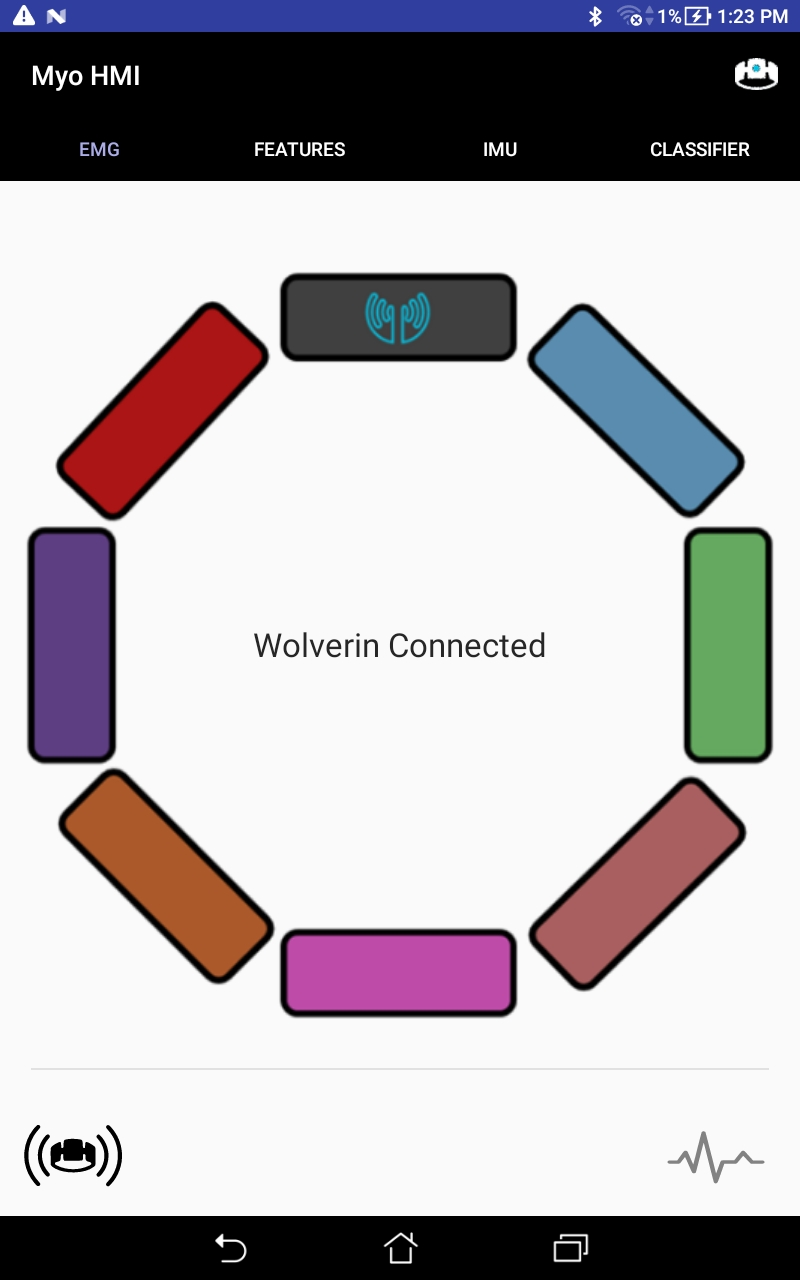 1% 1:23 PM
Myo HMI
EMG FEATURES IMU CLASSIFIER
Wolverin Connected